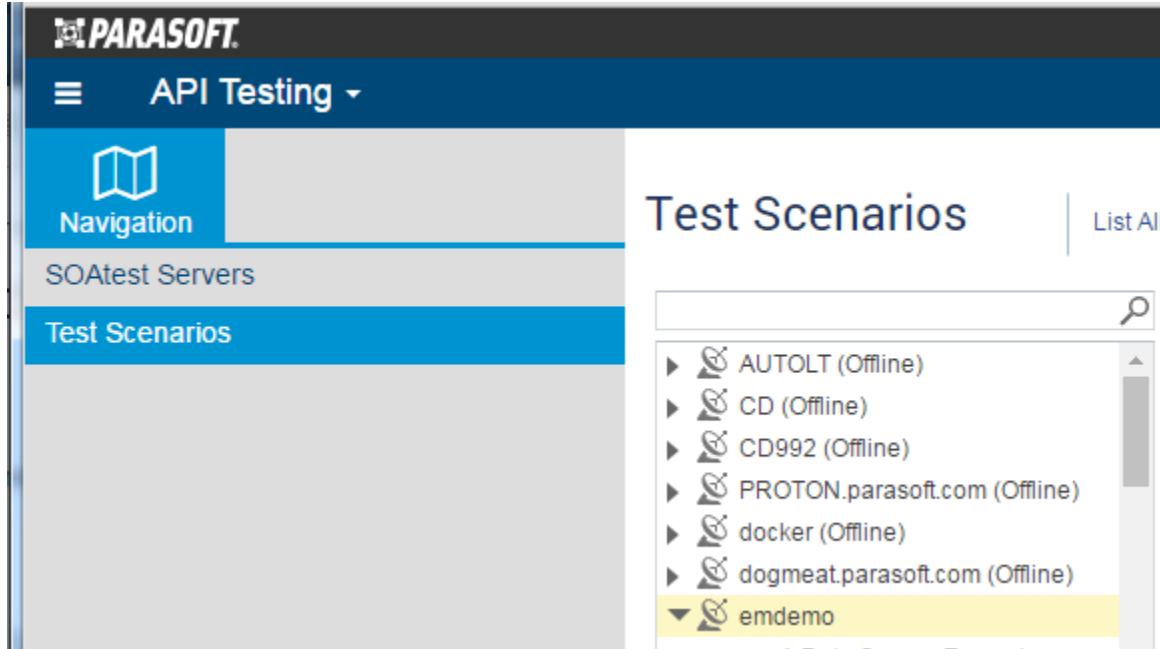 PARASOFT.
API Testing
Navigation
SOAtest Servers
Test Scenarios
Test Scenarios
List All
AUTOLT (Offline)
CD (Offline)
CD992 (Offline)
PROTON.parasoft.com (Offline)
docker (Offline)
dogmeat.parasoft.com (Offline)
emdemo